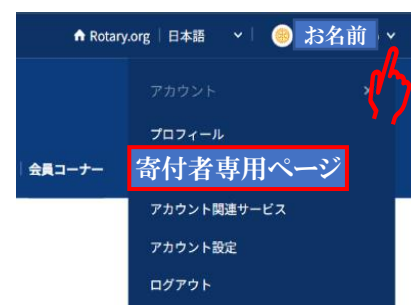 Rotary.org 日本語 お名前
アカウント
プロフィール
会員コーナー 寄付者専用ページ
アカウント関連サービス
アカウント設定
ログアウト